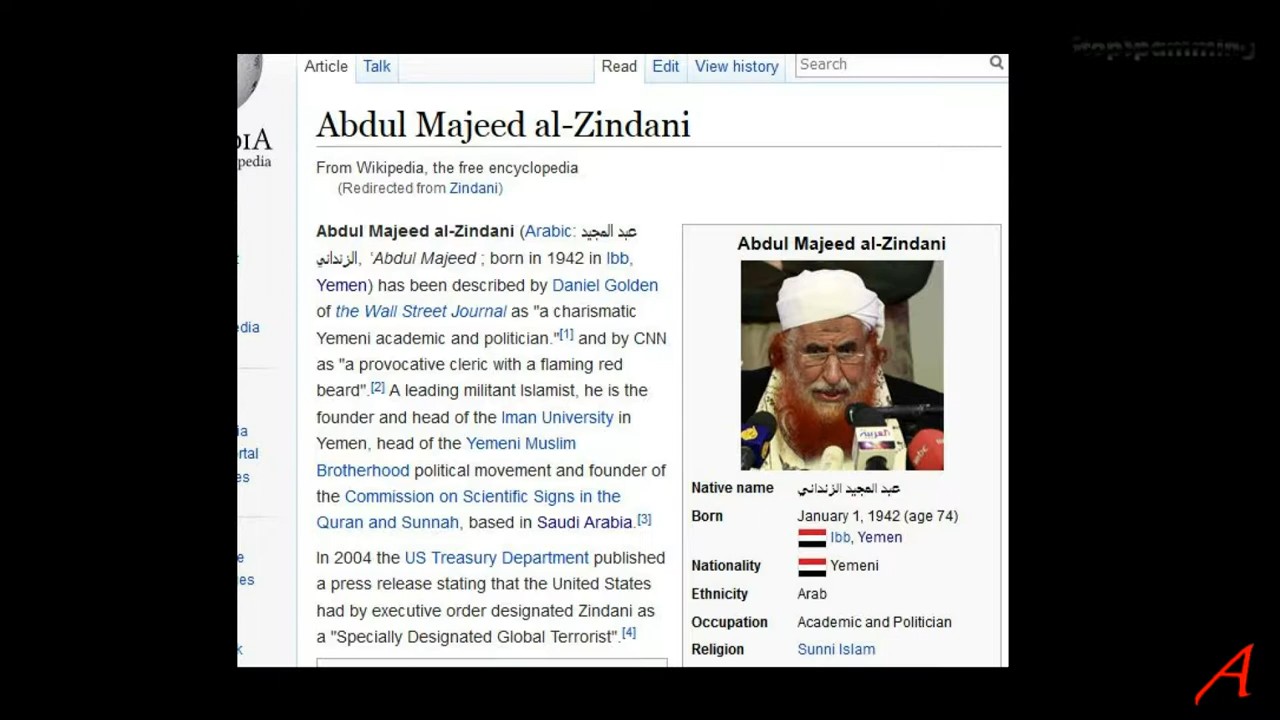 Article
Talk
Read
Edit
View history
Search
Abdul Majeed al-Zindani
From Wikipedia, the free encyclopedia
(Redirected from Zindani)
Abdul Majeed al-Zindani (Arabic: عبد المجيد
الزنداني, 'Abdul Majeed ; born in 1942 in Ibb,
Yemen) has been described by Daniel Golden
of the Wall Street Journal as "a charismatic
Yemeni academic and politician."[1] and by CNN
as "a provocative cleric with a flaming red
beard".[2] A leading militant Islamist, he is the
founder and head of the Iman University in
Yemen, head of the Yemeni Muslim
Brotherhood political movement and founder of
the Commission on Scientific Signs in the
Quran and Sunnah, based in Saudi Arabia.[3]
In 2004 the US Treasury Department published
a press release stating that the United States
had by executive order designated Zindani as
a "Specially Designated Global Terrorist".[4]
Abdul Majeed al-Zindani
العربية
Native name عبد المجيد الزنداني
Born January 1, 1942 (age 74)
Ibb, Yemen
Nationality Yemeni
Ethnicity Arab
Occupation Academic and Politician
Religion Sunni Islam
pedia
A